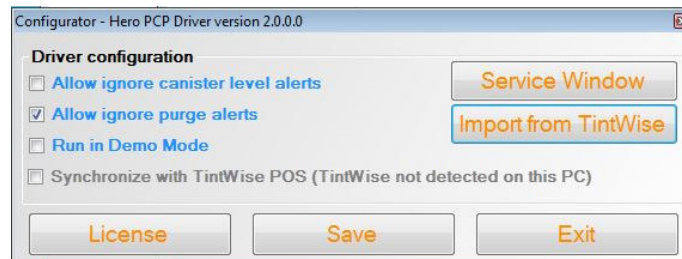 Configurator - Hero PCP Driver version 2.0.0.0
Driver configuration
Allow ignore canister level alerts
Service Window
Allow ignore purge alerts
Import from TintWise
Run in Demo Mode
Synchronize with TintWise POS (TintWise not detected on this PC)
License Save Exit